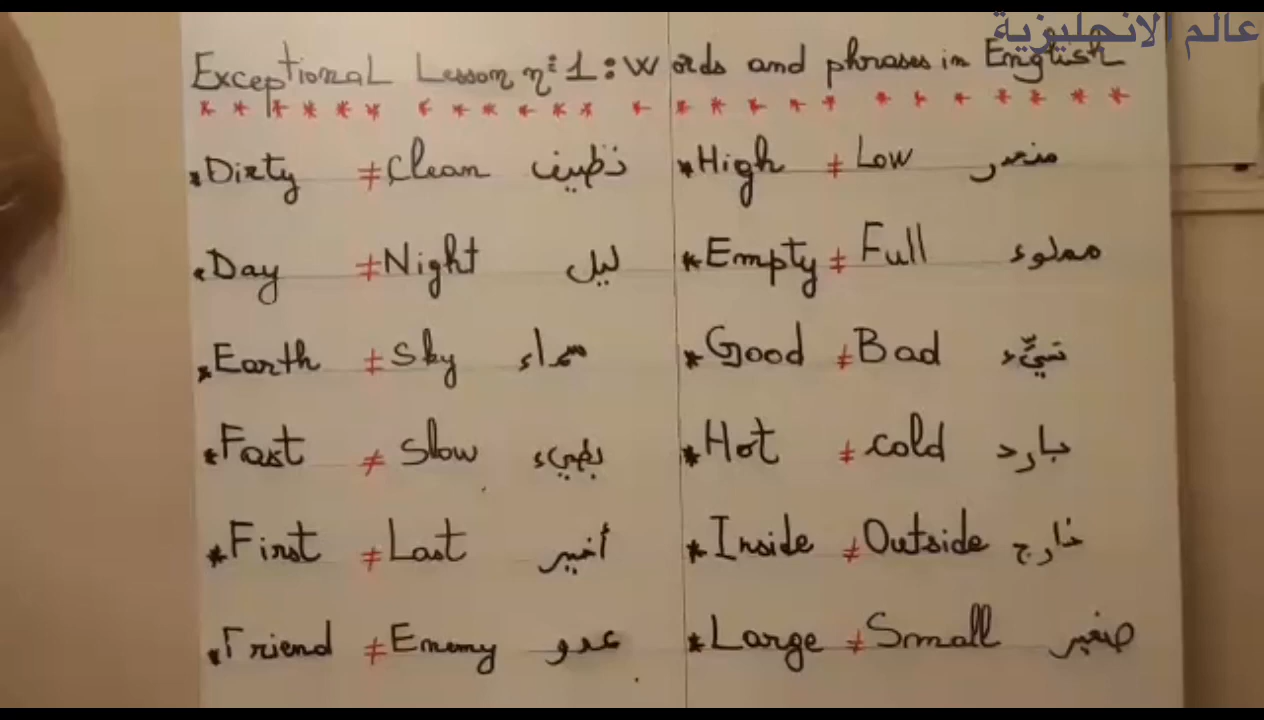 عالم الانجليزية
Exceptional Lesson n:1: Words and phrases in English
* * * * * * * * * * * * * * * * * * * * * * * *
*Dirty ≠ Clean نظيف
*Day ≠ Night ليل
*Earth ≠ Sky سماء
*Fast ≠ Slow بطيء
*First ≠ Last أخير
*Friend ≠ Enemy عدو
*High ≠ Low
*Empty ≠ Full مملوء
*Good ≠ Bad سيّء
*Hot ≠ cold بارد
*Inside ≠ Outside خارج
*Large ≠ Small صغير